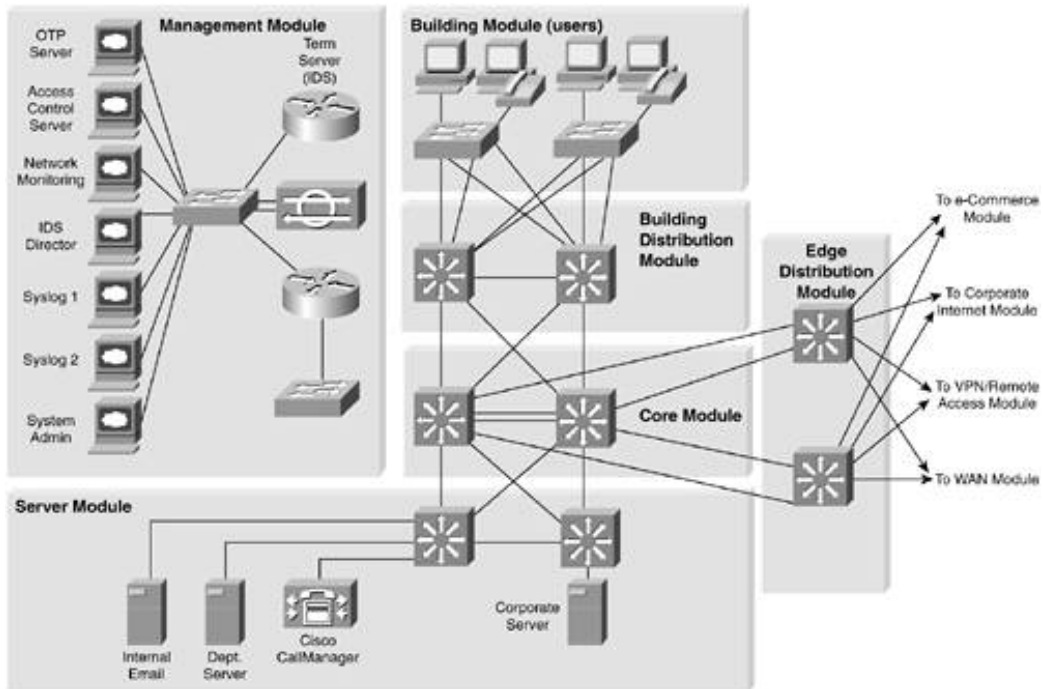 Management Module
OTP
Server
Access
Control
Server
Network
Monitoring
IDS
Director
Syslog 1
Syslog 2
System
Admin
Term
Server
(IDS)
Building Module (users)
Building
Distribution
Module
Core Module
Edge
Distribution
Module
To e-Commerce
Module
To Corporate
Internet Module
To VPN/Remote
Access Module
To WAN Module
Server Module
Internal
Email
Dept.
Server
Cisco
CallManager
Corporate
Server